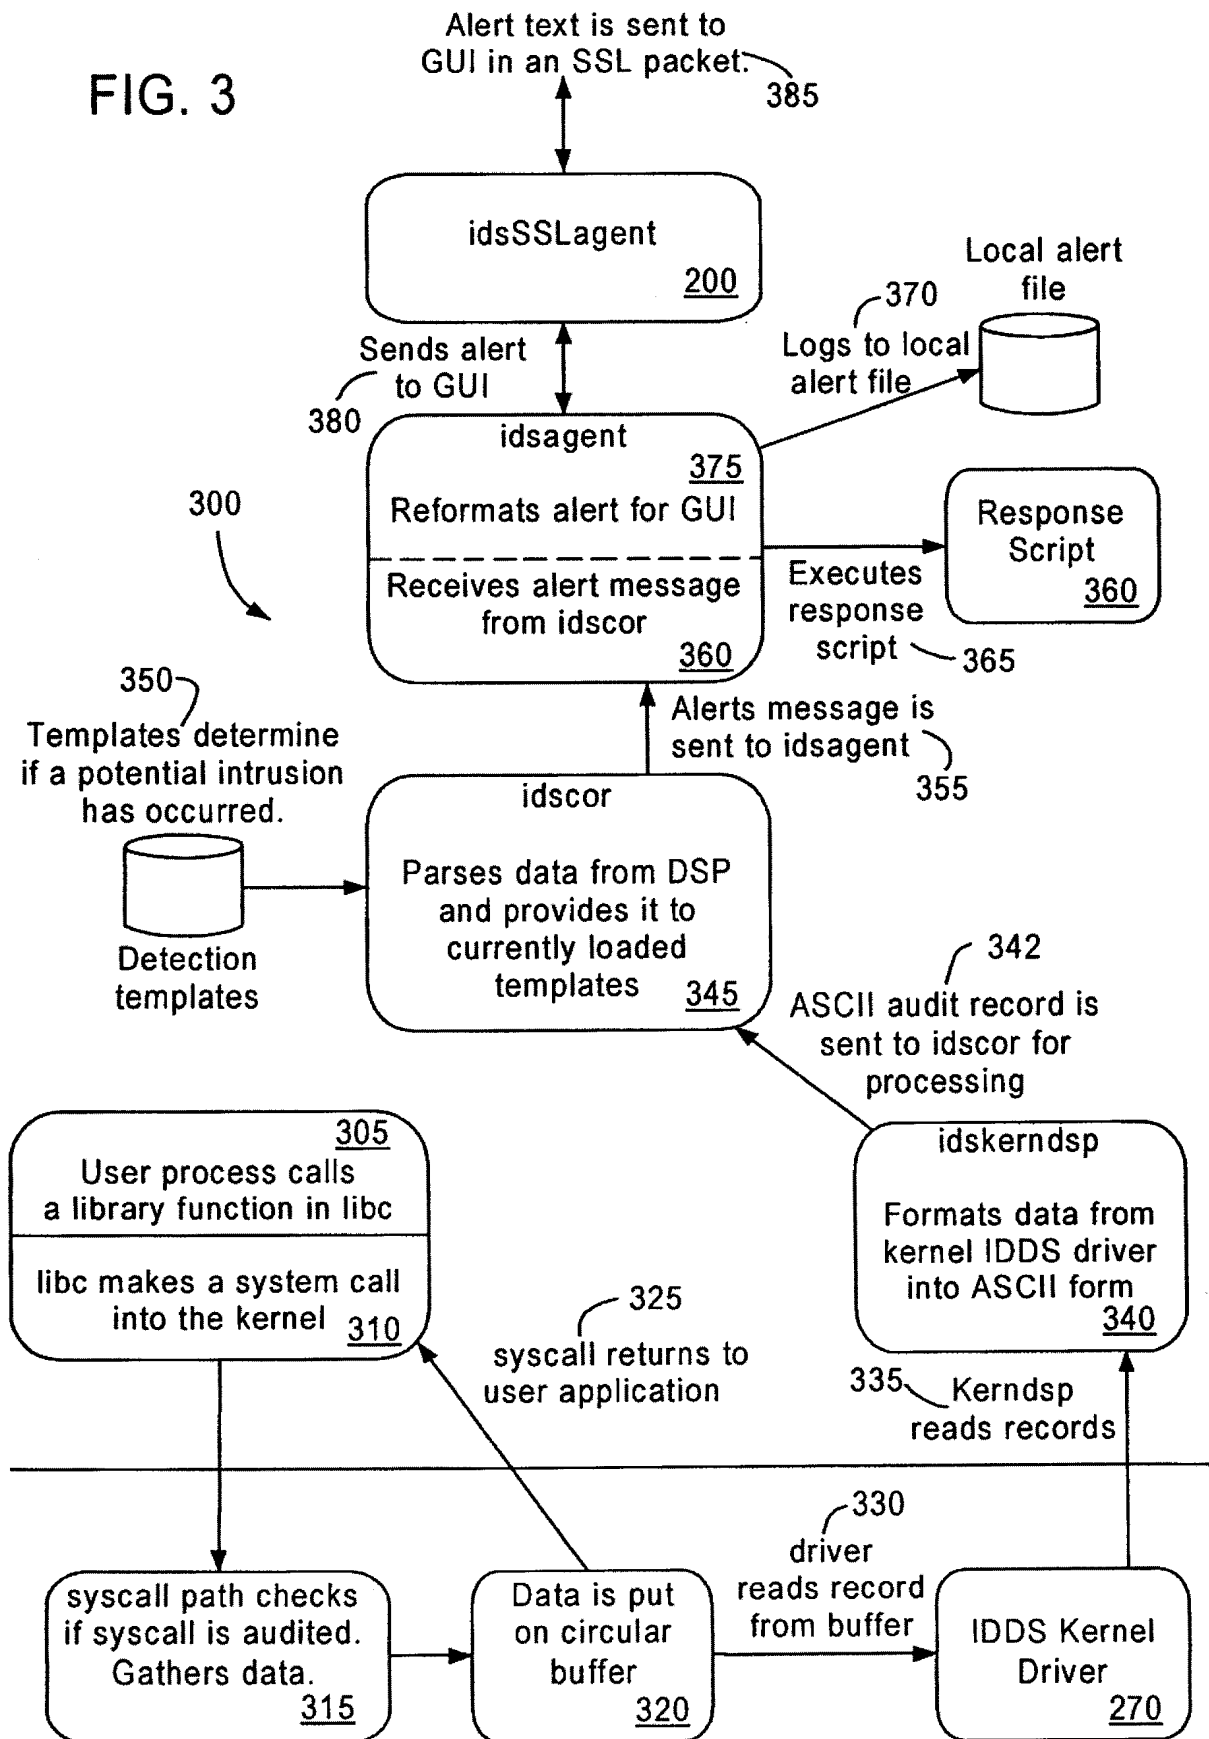 Alert text is sent to
GUI in an SSL packet.
385
FIG. 3
idsSSLagent
200
Local alert
file
370
Logs to local
alert file
Sends alert
to GUI
380
idsagent
375
Reformats alert for GUI
Receives alert message
from idscor
360
300
Response
Script
360
Executes
response
script
365
350
Templates determine
if a potential intrusion
has occurred.
Alerts message is
sent to idsagent
355
idscor
Parses data from DSP
and provides it to
currently loaded
templates
345
Detection
templates
342
ASCII audit record is
sent to idscor for
processing
305
User process calls
a library function in libc
libc makes a system call
into the kernel
310
idskerndsp
Formats data from
kernel IDDS driver
into ASCII form
340
325
syscall returns to
user application
335
Kerndsp
reads records
330
driver
reads record
from buffer
syscall path checks
if syscall is audited.
Gathers data.
315
Data is put
on circular
buffer
320
IDDS Kernel
Driver
270